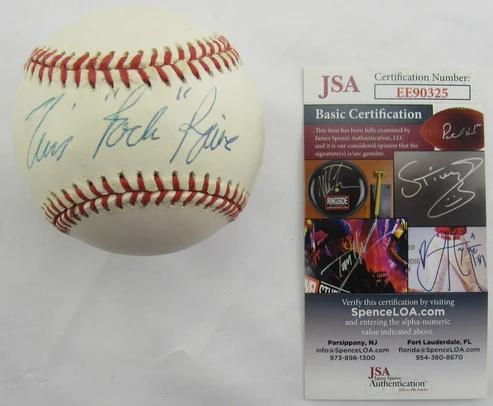 Tim "Rock" Raines
JSA
Certification Number:
EE90325
Basic Certification
This item has been fully examined by
James Spence Authentication, LLC
and it is our considered opinion that the
signature(s) is/are genuine.
RINGSIDE
Verify this certification by visiting
SpenceLOA.com
and entering the alpha-numeric
value indicated above.
Parsippany, NJ Fort Lauderdale, FL
info@SpenceLOA.com florida@SpenceLOA.com
973-898-1300 954-380-8670
JSA
James Spence
Authentication